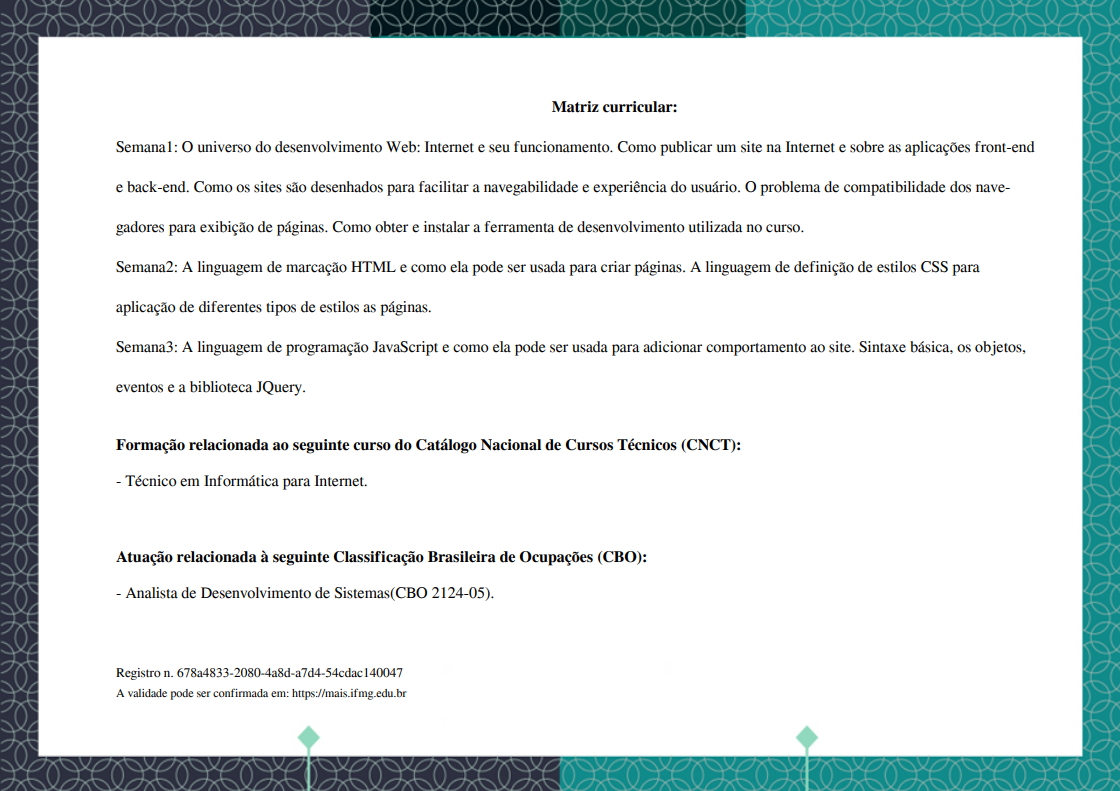 Matriz curricular:
Semana1: O universo do desenvolvimento Web: Internet e seu funcionamento. Como publicar um site na Internet e sobre as aplicações front-end
e back-end. Como os sites são desenhados para facilitar a navegabilidade e experiência do usuário. O problema de compatibilidade dos nave-
gadores para exibição de páginas. Como obter e instalar a ferramenta de desenvolvimento utilizada no curso.
Semana2: A linguagem de marcação HTML e como ela pode ser usada para criar páginas. A linguagem de definição de estilos CSS para
aplicação de diferentes tipos de estilos as páginas.
Semana3: A linguagem de programação JavaScript e como ela pode ser usada para adicionar comportamento ao site. Sintaxe básica, os objetos,
eventos e a biblioteca JQuery.
Formação relacionada ao seguinte curso do Catálogo Nacional de Cursos Técnicos (CNCT):
- Técnico em Informática para Internet.
Atuação relacionada à seguinte Classificação Brasileira de Ocupações (CBO):
- Analista de Desenvolvimento de Sistemas(CBO 2124-05).
Registro n. 678a4833-2080-4a8d-a7d4-54cdac140047
A validade pode ser confirmada em: https://mais.ifmg.edu.br